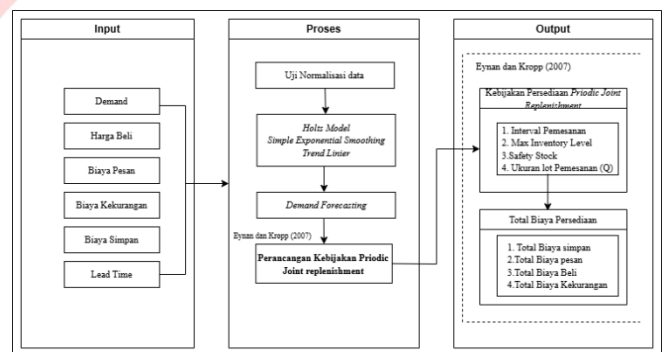 Input
Demand
Harga Beli
Biaya Pesan
Biaya Kekurangan
Biaya Simpan
Lead Time
Proses
Uji Normalisasi data
Holts Model
Simple Exponential Smoothing
Trend Linier
Demand Forecasting
Eynan dan Kropp (2007)
Perancangan Kebijakan Priodic
Joint replenishment
Output
Eynan dan Kropp (2007)
Kebijakan Persediaan Priodic Joint
Replenishment
1. Interval Pemesanan
2. Max Inventory Level
3.Safety Stock
4. Ukuran lot Pemesanan (Q)
Total Biaya Persediaan
1. Total Biaya simpan
2.Total Biaya pesan
3.Total Biaya Beli
4.Total Biaya Kekurangan